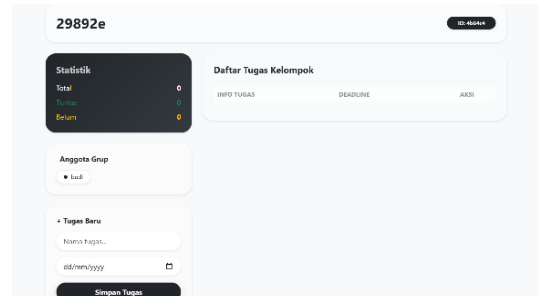 29892e
ID: 4b64c4
Statistik
Total 0
Tuntas 0
Belum 0
Daftar Tugas Kelompok
INFO TUGAS DEADLINE AKSI
Anggota Grup
budi
+ Tugas Baru
Nama tugas..
dd/mm/yyyy
Simpan Tugas